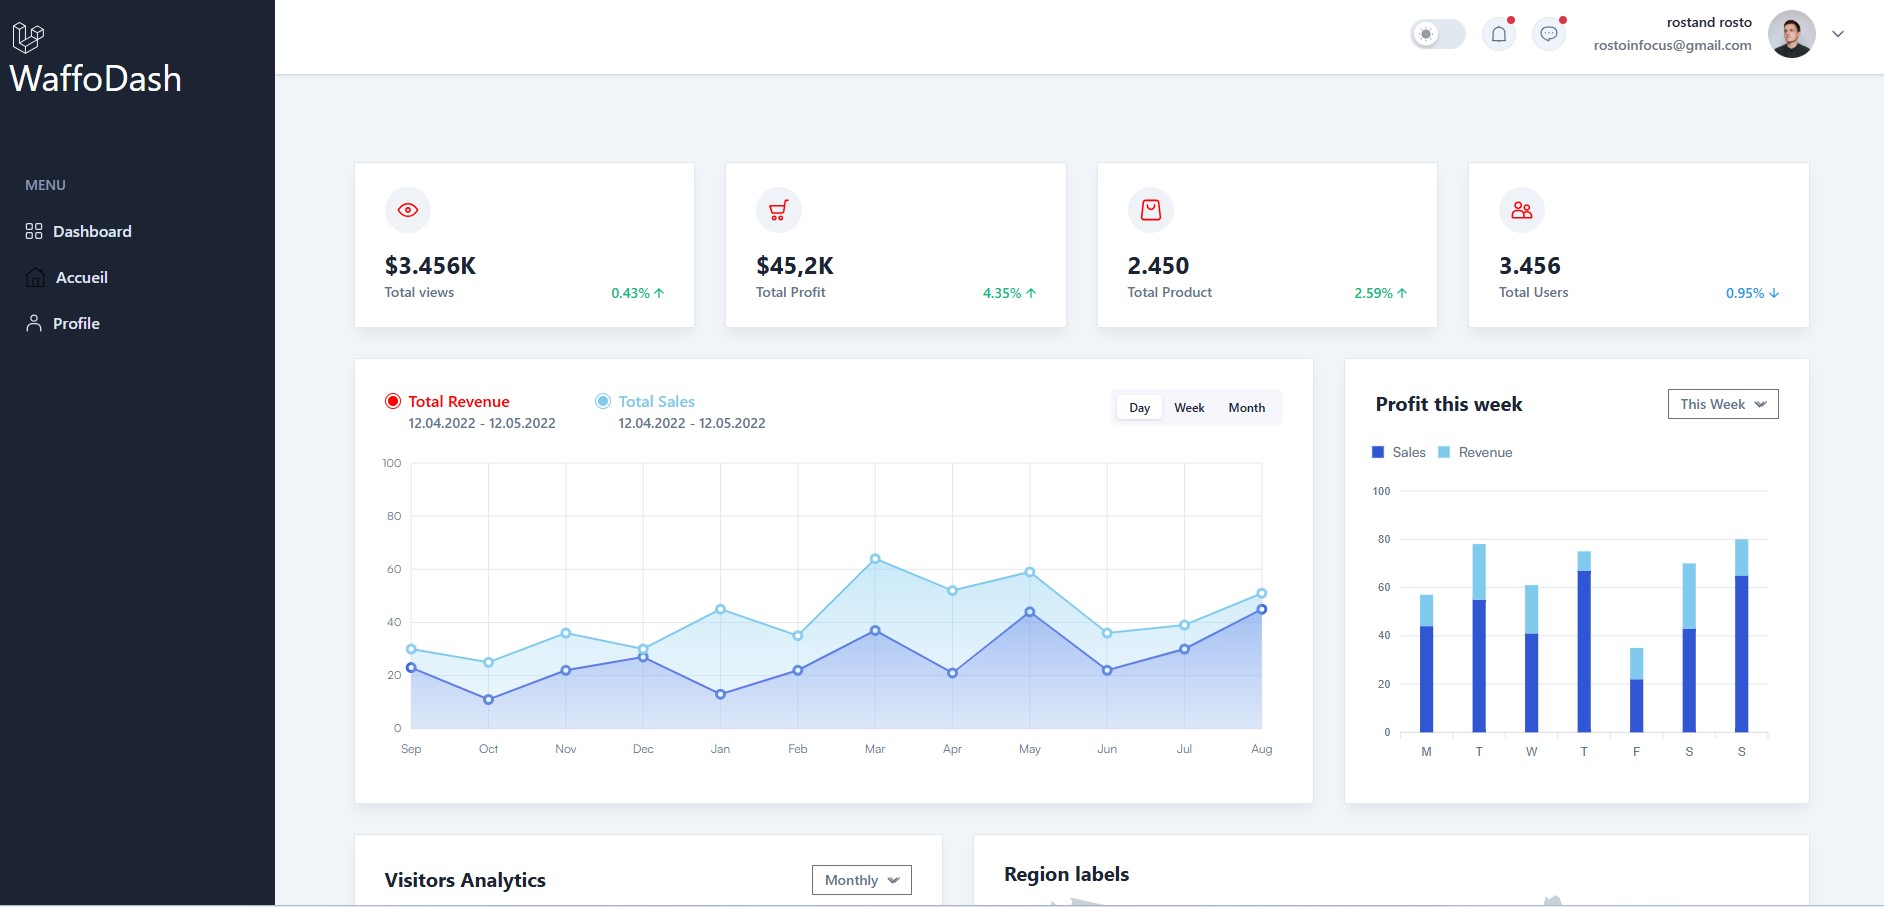 WaffoDash
MENU
Dashboard
Accueil
Profile
rostand rosto
rostoinfocus@gmail.com
$3.456K
Total views
0.43%
$45,2K
Total Profit
4.35%
2.450
Total Product
2.59%
3.456
Total Users
0.95%
Total Revenue
12.04.2022 - 12.05.2022
Total Sales
12.04.2022 - 12.05.2022
Day Week Month
100
80
60
40
20
0
Sep Oct Nov Dec Jan Feb Mar Apr May Jun Jul Aug
Profit this week
This Week
Sales Revenue
100
80
60
40
20
0
M T W T F S S
Visitors Analytics
Monthly
Region labels